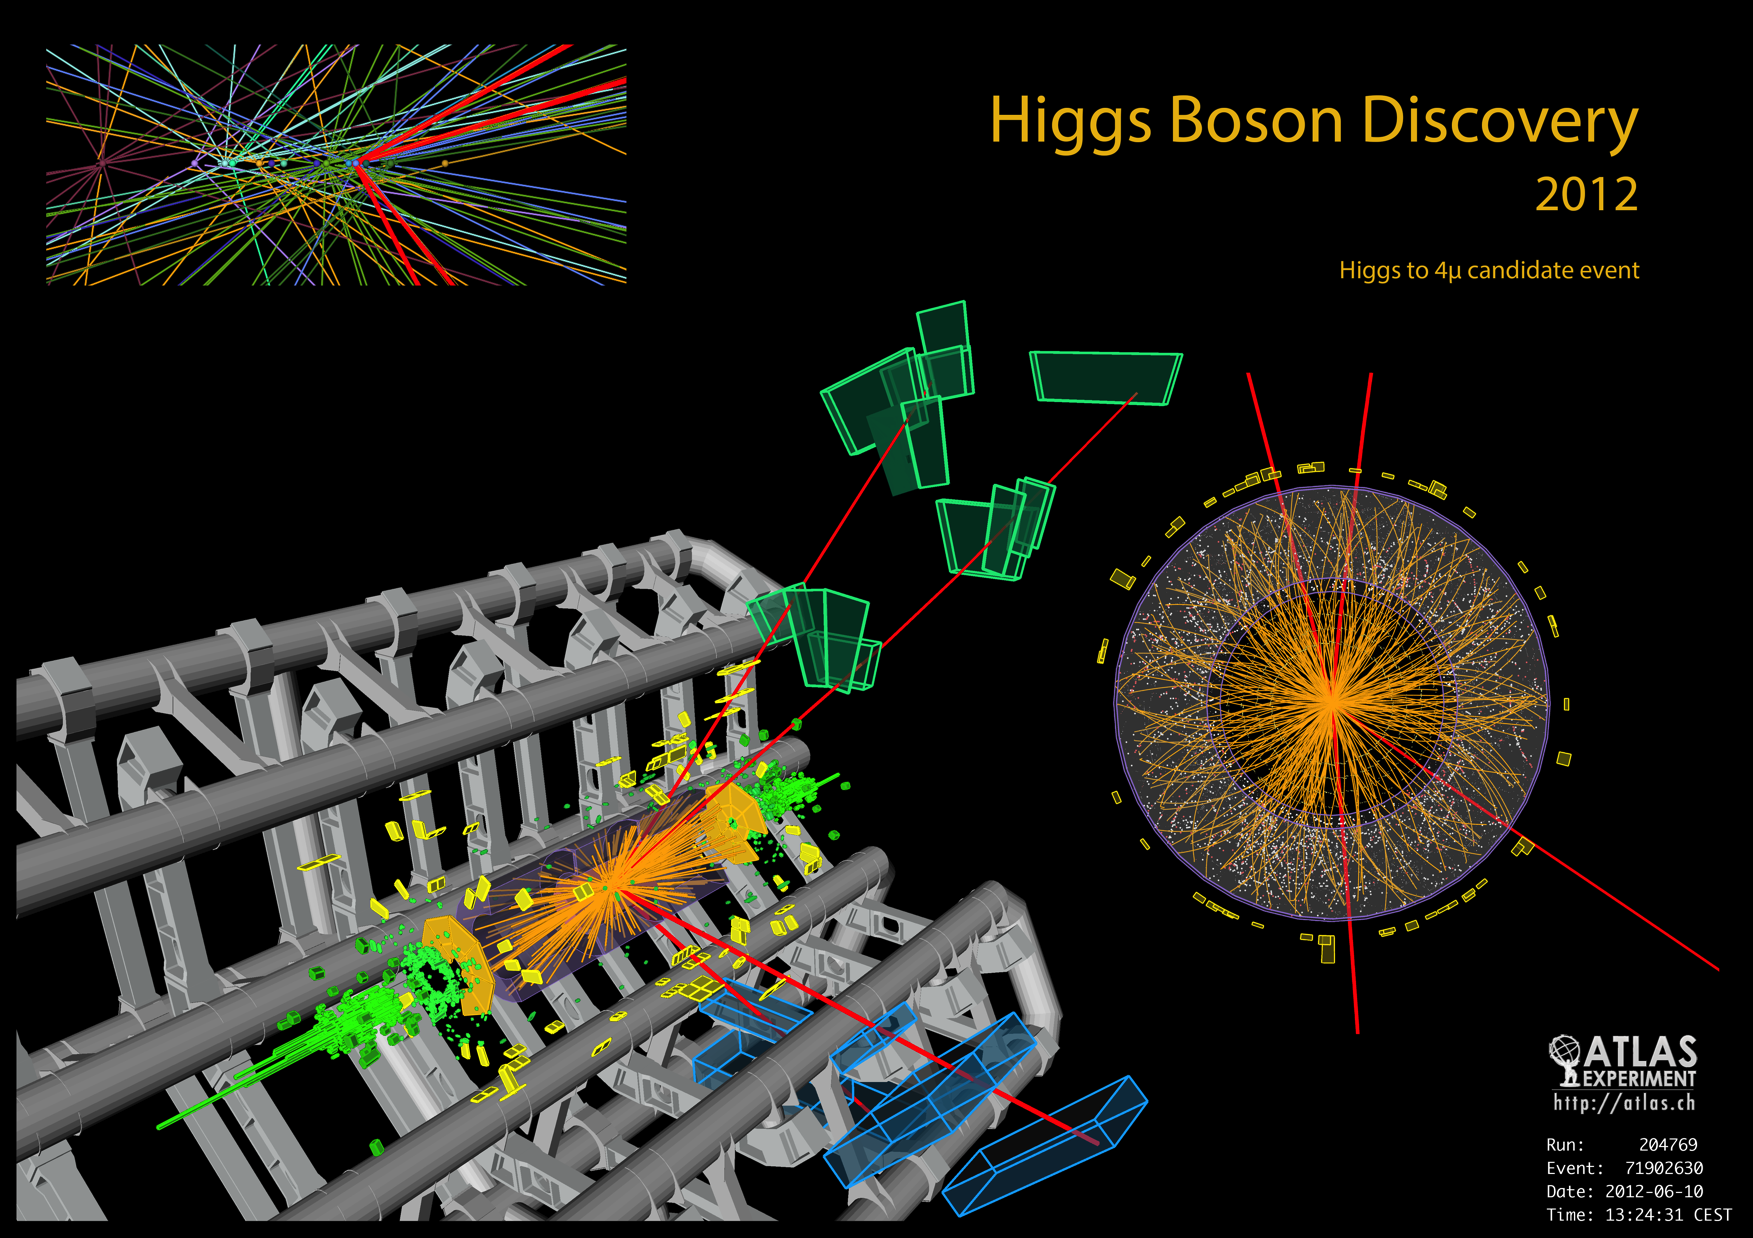 Higgs Boson Discovery
2012
Higgs to 4μ candidate event
ATLAS
EXPERIMENT
http://atlas.ch
Run: 204769
Event: 71902630
Date: 2012-06-10
Time: 13:24:31 CEST